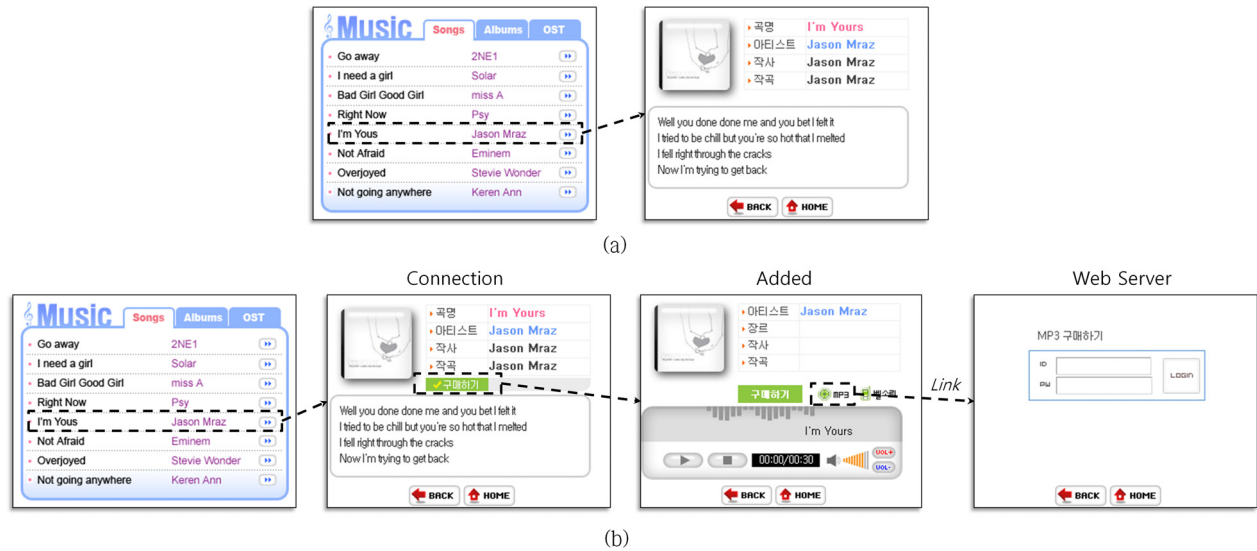 Music Songs Albums OST
Go away 2NE1
I need a girl Solar
Bad Girl Good Girl miss A
Right Now Psy
I'm Yous Jason Mraz
Not Afraid Eminem
Overjoyed Stevie Wonder
Not going anywhere Keren Ann
곡명 I'm Yours
아티스트 Jason Mraz
작사 Jason Mraz
작곡 Jason Mraz
Well you done done me and you bet I felt it
I tried to be chill but you're so hot that I melted
I fell right through the cracks
Now I'm trying to get back
BACK HOME
(a)
Connection Added Web Server
Music Songs Albums OST
Go away 2NE1
I need a girl Solar
Bad Girl Good Girl miss A
Right Now Psy
I'm Yous Jason Mraz
Not Afraid Eminem
Overjoyed Stevie Wonder
Not going anywhere Keren Ann
곡명 I'm Yours
아티스트 Jason Mraz
작사 Jason Mraz
작곡 Jason Mraz
구매하기
Well you done done me and you bet I felt it
I tried to be chill but you're so hot that I melted
I fell right through the cracks
Now I'm trying to get back
BACK HOME
아티스트 Jason Mraz
장르
작사
작곡
구매하기 MP3 벨소리
I'm Yours
00:00/00:30 VOL+
VOL-
BACK HOME
Link
MP3 구매하기
ID
PW
LOGIN
BACK HOME
(b)